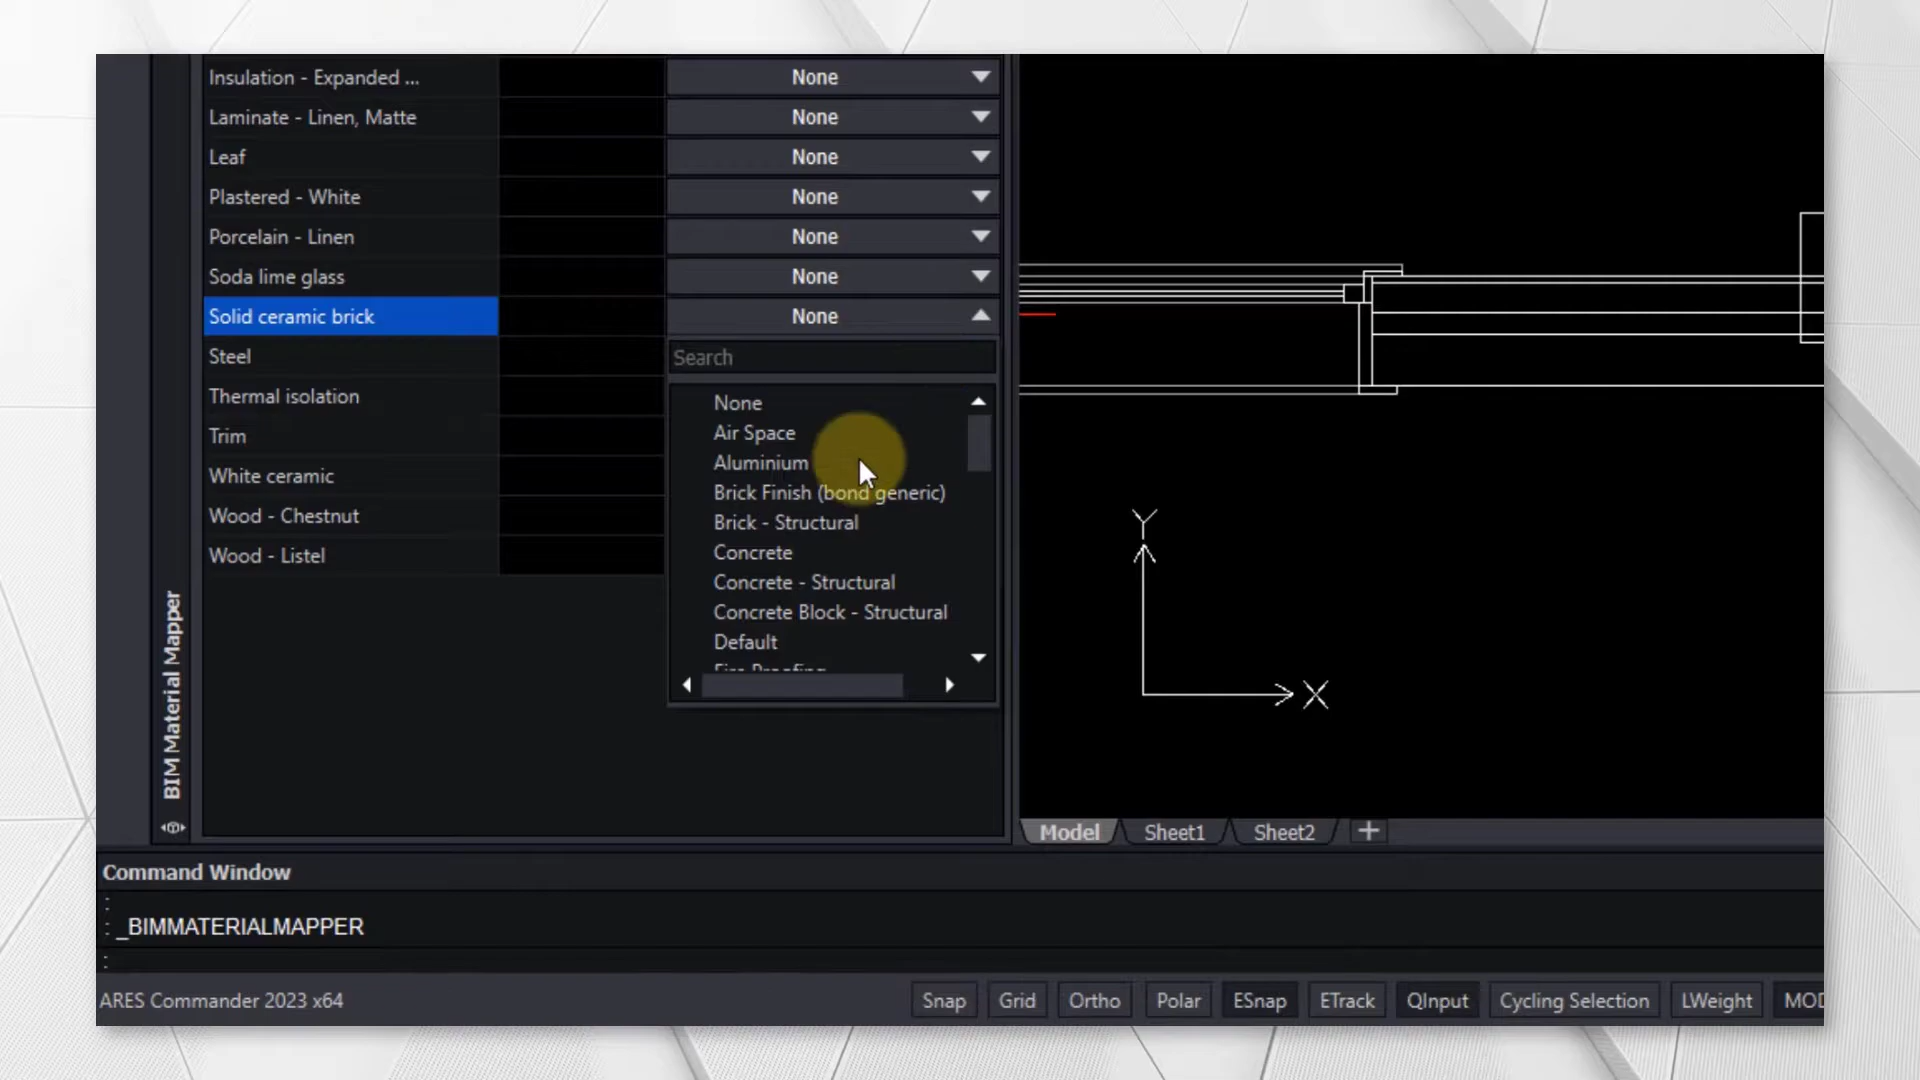 Insulation - Expanded ... None
Laminate - Linen, Matte None
Leaf None
Plastered - White None
Porcelain - Linen None
Soda lime glass None
Solid ceramic brick None
Steel
Thermal isolation
Trim
White ceramic
Wood - Chestnut
Wood - Listel
Search
None
Air Space
Aluminium
Brick Finish (bond generic)
Brick - Structural
Concrete
Concrete - Structural
Concrete Block - Structural
Default
Fire Proofing
BIM Material Mapper
Y
X
Model Sheet1 Sheet2 +
Command Window
:
: _BIMMATERIALMAPPER
:
ARES Commander 2023 x64 Snap Grid Ortho Polar ESnap ETrack QInput Cycling Selection LWeight MOD